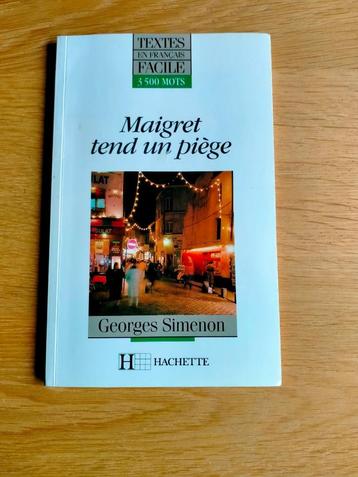 TEXTES
EN FRANÇAIS
FACILE
3 500 MOTS
Maigret
tend un piège
LAT
Georges Simenon
H HACHETTE